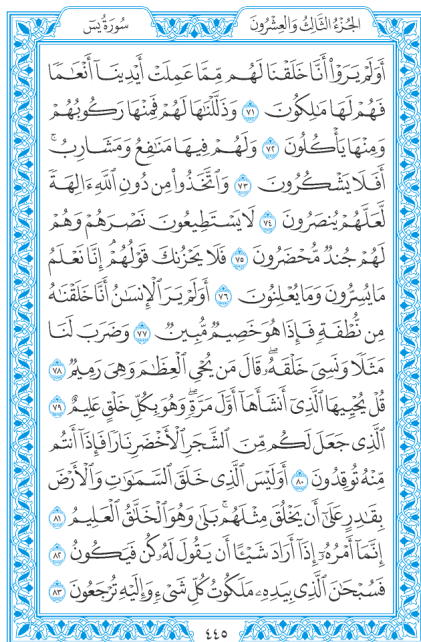 الجُزْءُ الثَّالِثُ وَالعِشْرُونَ
سُورَةُ يسٓ
أَوَلَمْ يَرَوْا۟ أَنَّا خَلَقْنَا لَهُم مِّمَّا عَمِلَتْ أَيْدِينَآ أَنْعَـٰمًا
فَهُمْ لَهَا مَـٰلِكُونَ ٧١ وَذَلَّلْنَـٰهَا لَهُمْ فَمِنْهَا رَكُوبُهُمْ
وَمِنْهَا يَأْكُلُونَ ٧٢ وَلَهُمْ فِيهَا مَنَـٰفِعُ وَمَشَارِبُ ۖ
أَفَلَا يَشْكُرُونَ ٧٣ وَٱتَّخَذُوا۟ مِن دُونِ ٱللَّهِ ءَالِهَةً
لَّعَلَّهُمْ يُنصَرُونَ ٧٤ لَا يَسْتَطِيعُونَ نَصْرَهُمْ وَهُمْ
لَهُمْ جُندٌ مُّحْضَرُونَ ٧٥ فَلَا يَحْزُنكَ قَوْلُهُمْ ۘ إِنَّا نَعْلَمُ
مَا يُسِرُّونَ وَمَا يُعْلِنُونَ ٧٦ أَوَلَمْ يَرَ ٱلْإِنسَـٰنُ أَنَّا خَلَقْنَـٰهُ
مِن نُّطْفَةٍ فَإِذَا هُوَ خَصِيمٌ مُّبِينٌ ٧٧ وَضَرَبَ لَنَا
مَثَلًا وَنَسِىَ خَلْقَهُۥ ۖ قَالَ مَن يُحْىِ ٱلْعِظَـٰمَ وَهِىَ رَمِيمٌ ٧٨
قُلْ يُحْيِيهَا ٱلَّذِىٓ أَنشَأَهَآ أَوَّلَ مَرَّةٍ ۖ وَهُوَ بِكُلِّ خَلْقٍ عَلِيمٌ ٧٩
ٱلَّذِى جَعَلَ لَكُم مِّنَ ٱلشَّجَرِ ٱلْأَخْضَرِ نَارًا فَإِذَآ أَنتُم
مِّنْهُ تُوقِدُونَ ٨٠ أَوَلَيْسَ ٱلَّذِى خَلَقَ ٱلسَّمَـٰوَٰتِ وَٱلْأَرْضَ
بِقَـٰدِرٍ عَلَىٰٓ أَن يَخْلُقَ مِثْلَهُم ۚ بَلَىٰ وَهُوَ ٱلْخَلَّـٰقُ ٱلْعَلِيمُ ٨١
إِنَّمَآ أَمْرُهُۥٓ إِذَآ أَرَادَ شَيْـًٔا أَن يَقُولَ لَهُۥ كُن فَيَكُونُ ٨٢
فَسُبْحَـٰنَ ٱلَّذِى بِيَدِهِۦ مَلَكُوتُ كُلِّ شَىْءٍ وَإِلَيْهِ تُرْجَعُونَ ٨٣
٤٤٥